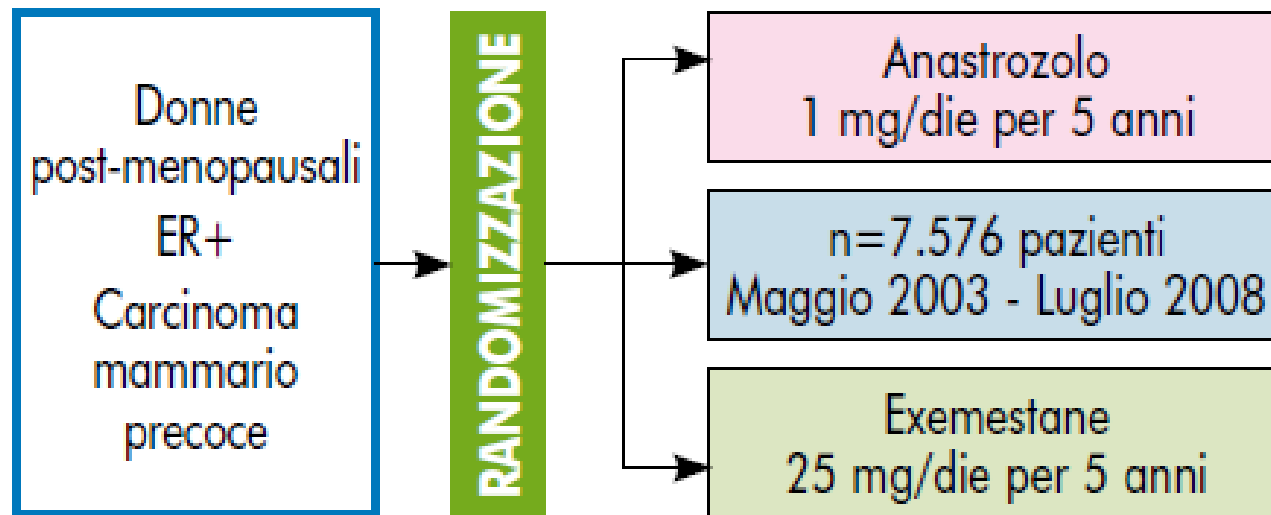 Donne
post-menopausali
ER+
Carcinoma
mammario
precoce
RANDOMIZZAZIONE
Anastrozolo
1 mg/die per 5 anni
n=7.576 pazienti
Maggio 2003 - Luglio 2008
Exemestane
25 mg/die per 5 anni